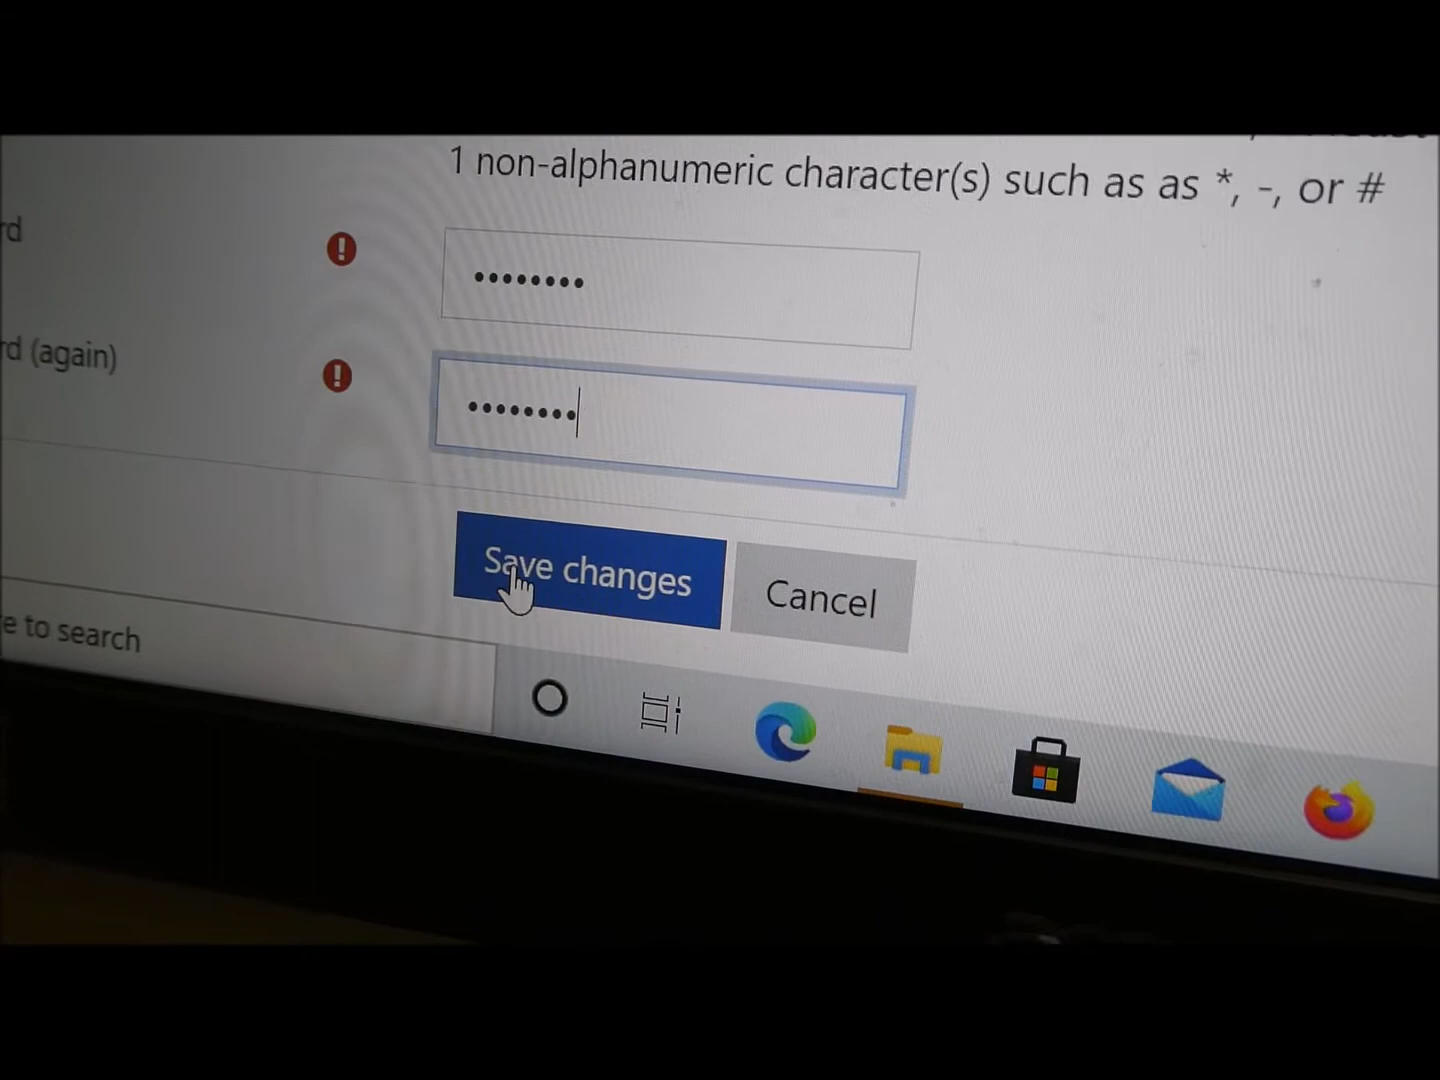 1 non-alphanumeric character(s) such as as *, -, or #
rd
••••••••
rd (again)
••••••••
Save changes
Cancel
e to search